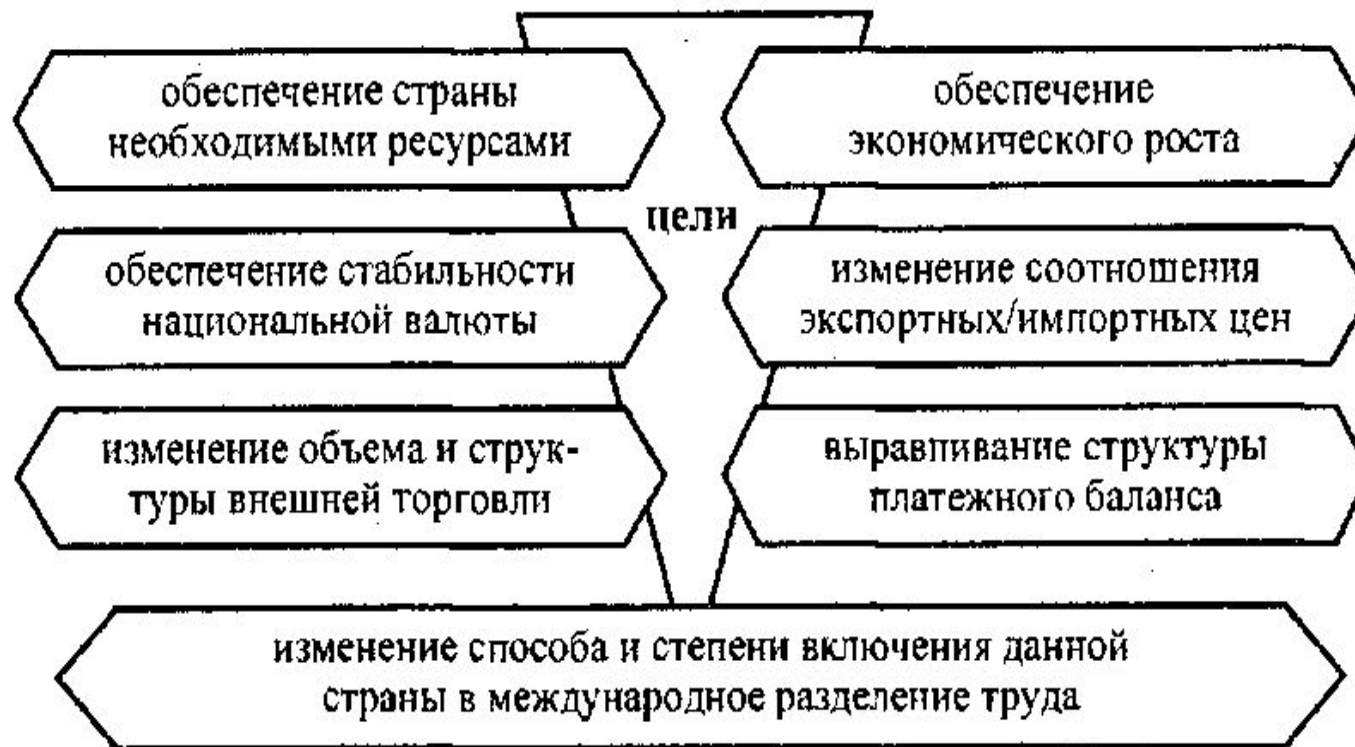 обеспечение страны
необходимыми ресурсами
обеспечение
экономического роста
цели
обеспечение стабильности
национальной валюты
изменение соотношения
экспортных/импортных цен
изменение объема и струк-
туры внешней торговли
выравпивание структуры
платежного баланса
изменение способа и степени включения данной
страны в международное разделение труда